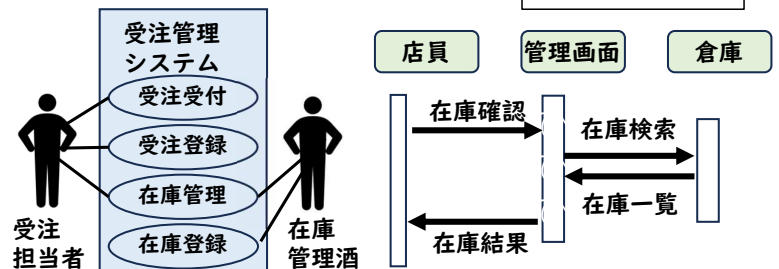 受注管理
システム
受注受付
受注登録
在庫管理
在庫登録
受注
担当者
在庫
管理酒
店員
管理画面
倉庫
在庫確認
在庫検索
在庫一覧
在庫結果